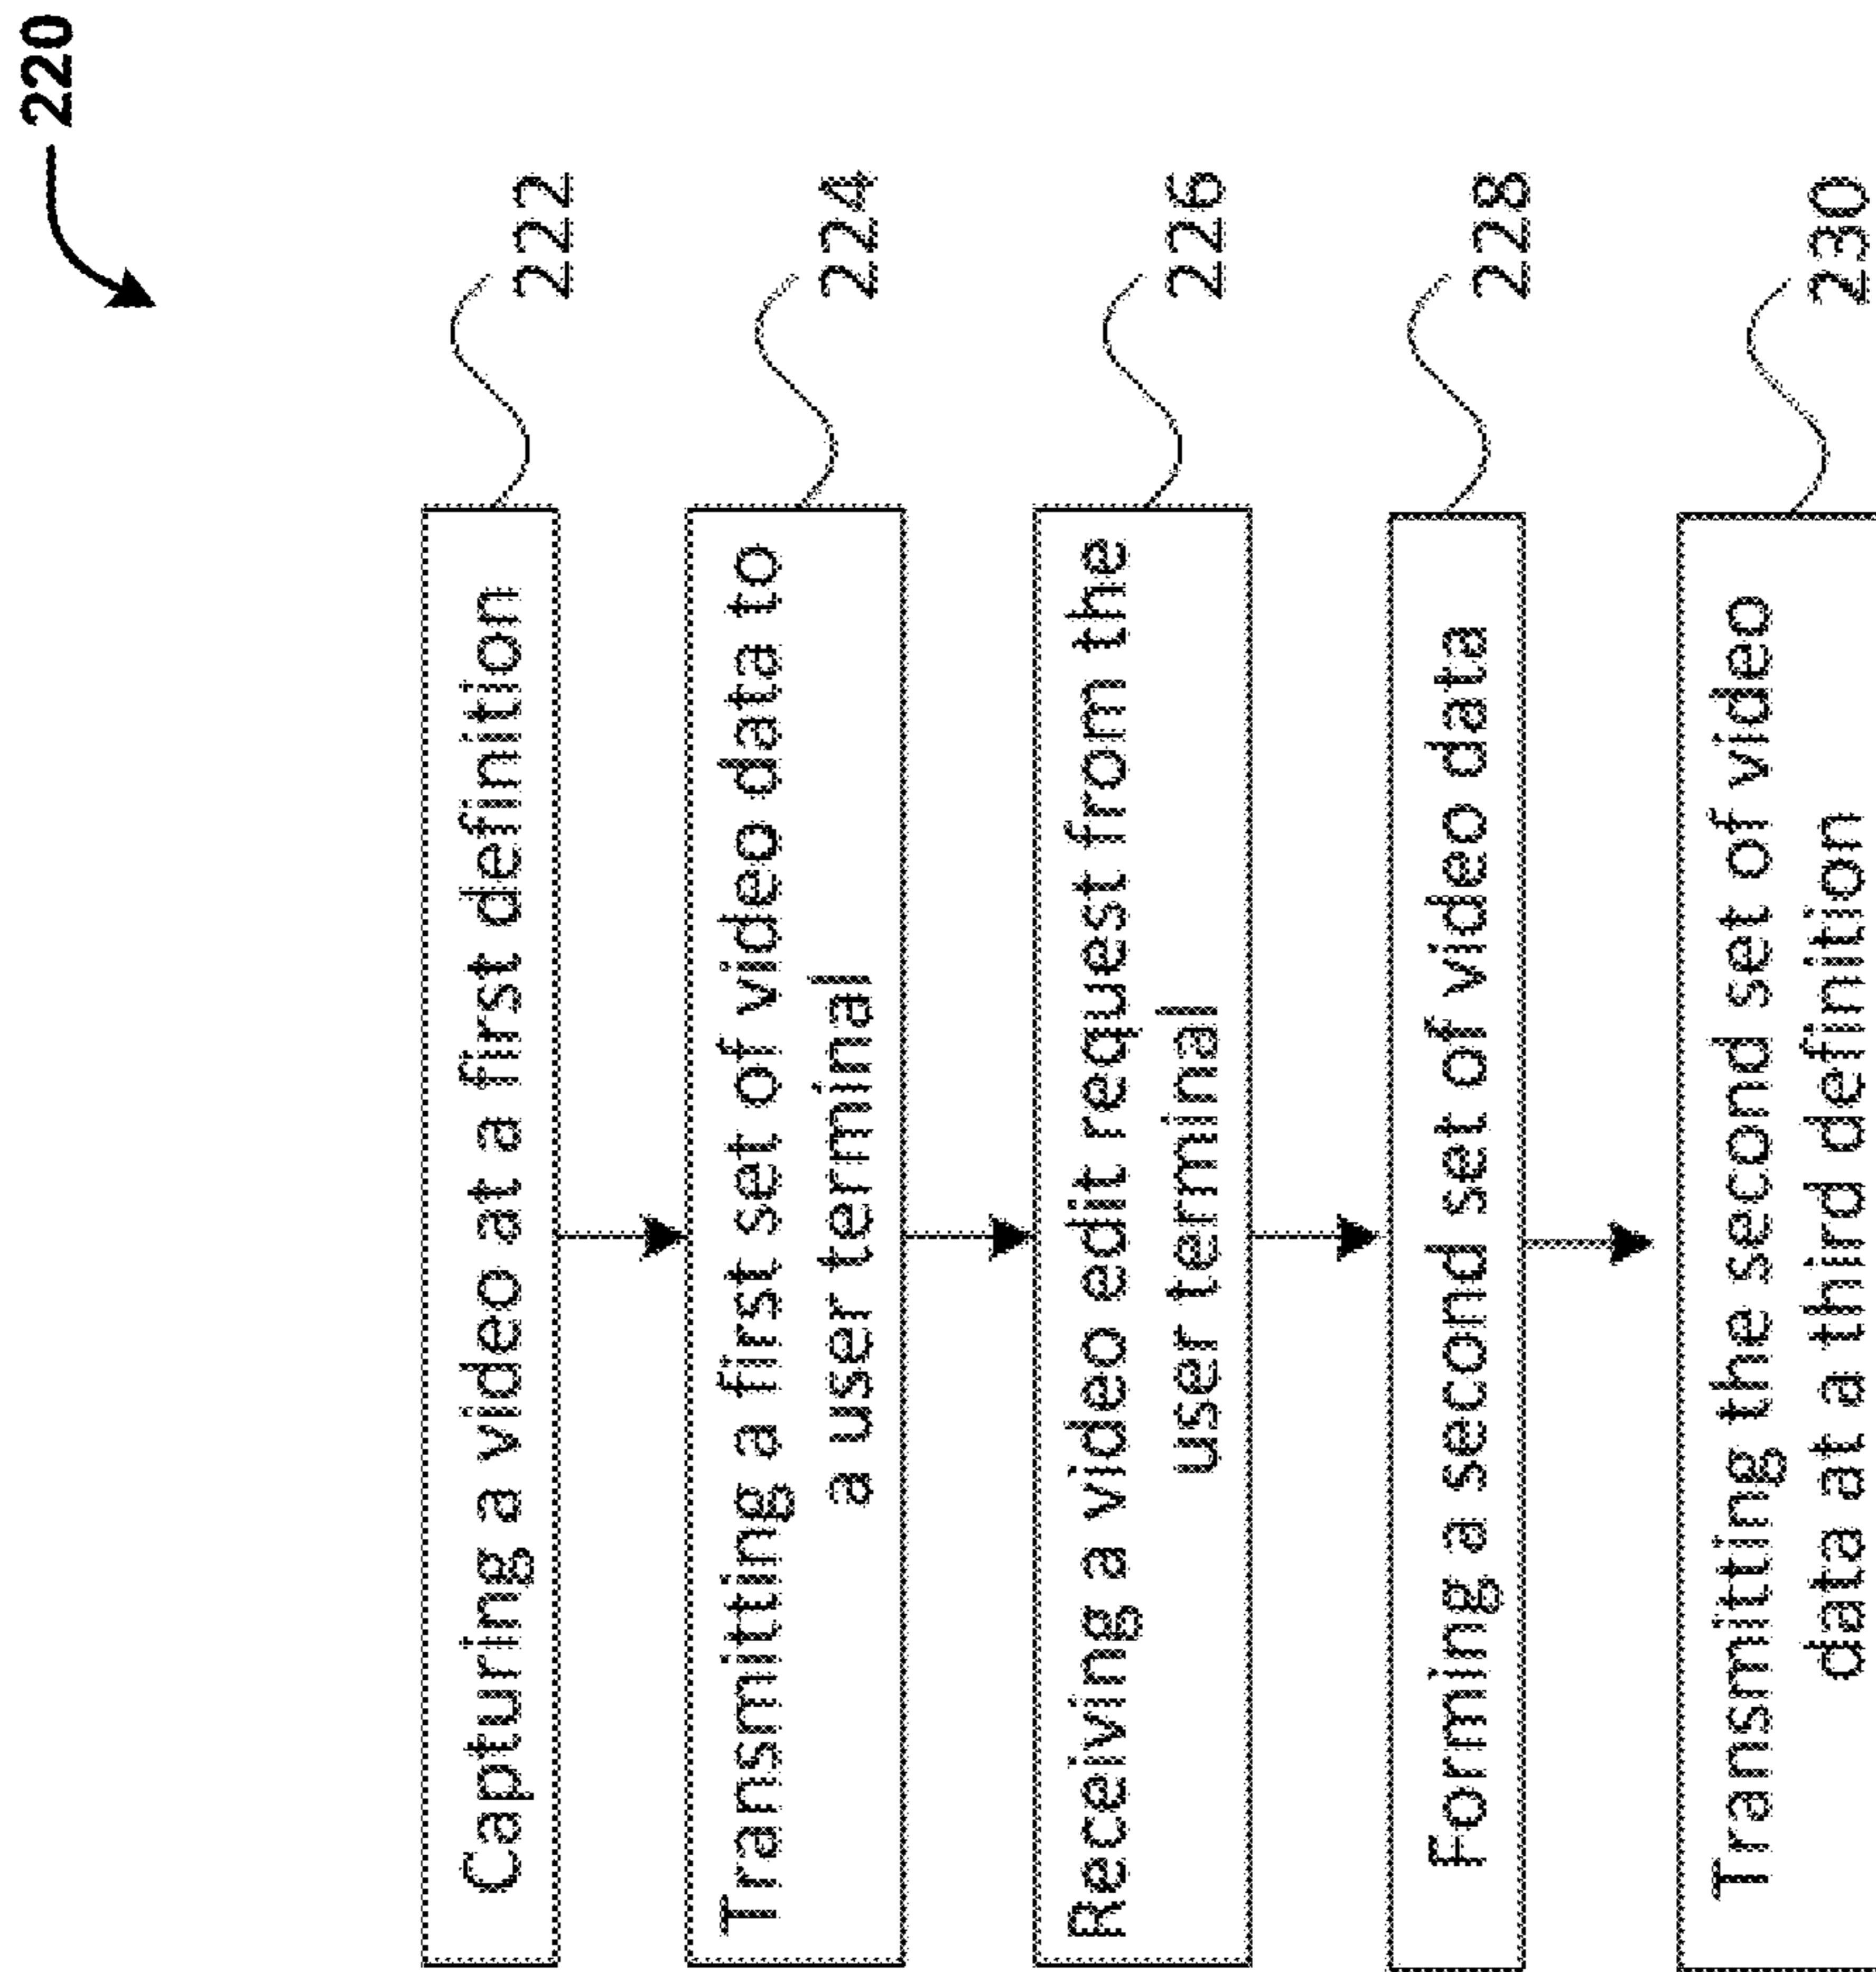 220
Capturing a video at a first definition
222
Transmitting a first set of video data to
a user terminal
224
Receiving a video edit request from the
user terminal
226
Forming a second set of video data
228
Transmitting the second set of video
data at a third definition
230